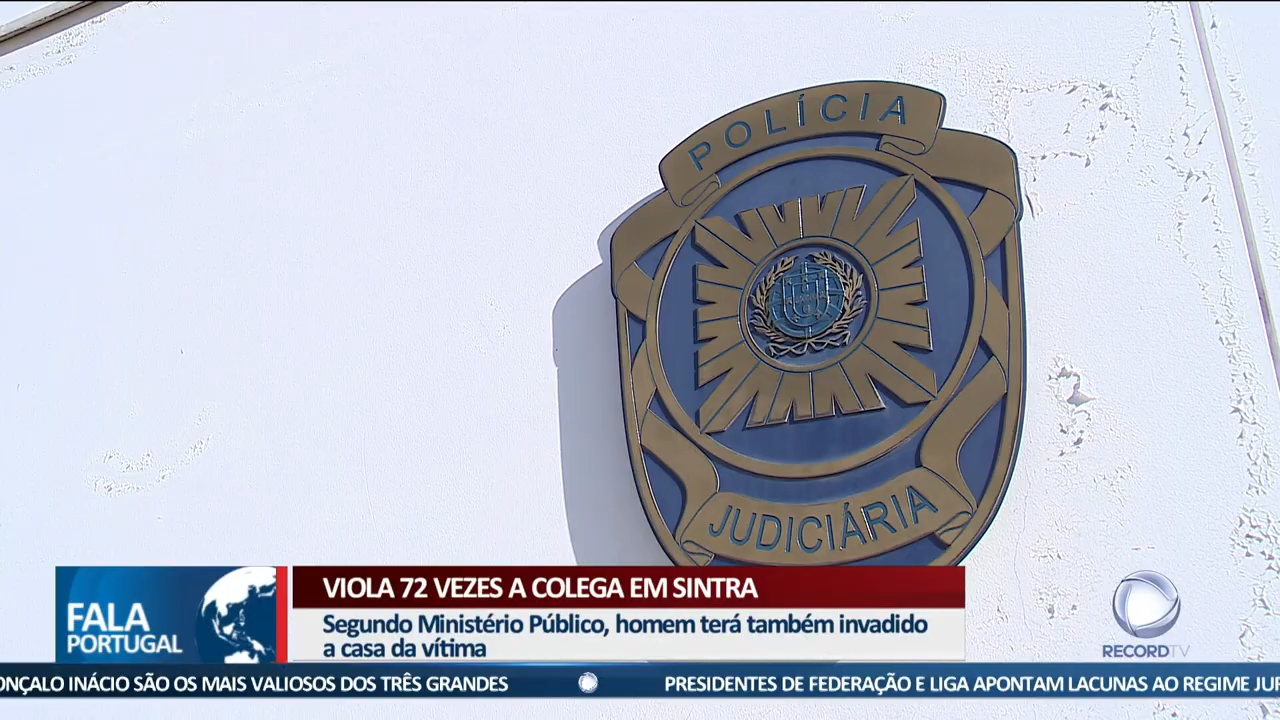 POLÍCIA
JUDICIÁRIA
FALA
PORTUGAL
VIOLA 72 VEZES A COLEGA EM SINTRA
Segundo Ministério Público, homem terá também invadido
a casa da vítima
RECORDTV
ONÇALO INÁCIO SÃO OS MAIS VALIOSOS DOS TRÊS GRANDES
PRESIDENTES DE FEDERAÇÃO E LIGA APONTAM LACUNAS AO REGIME JUR